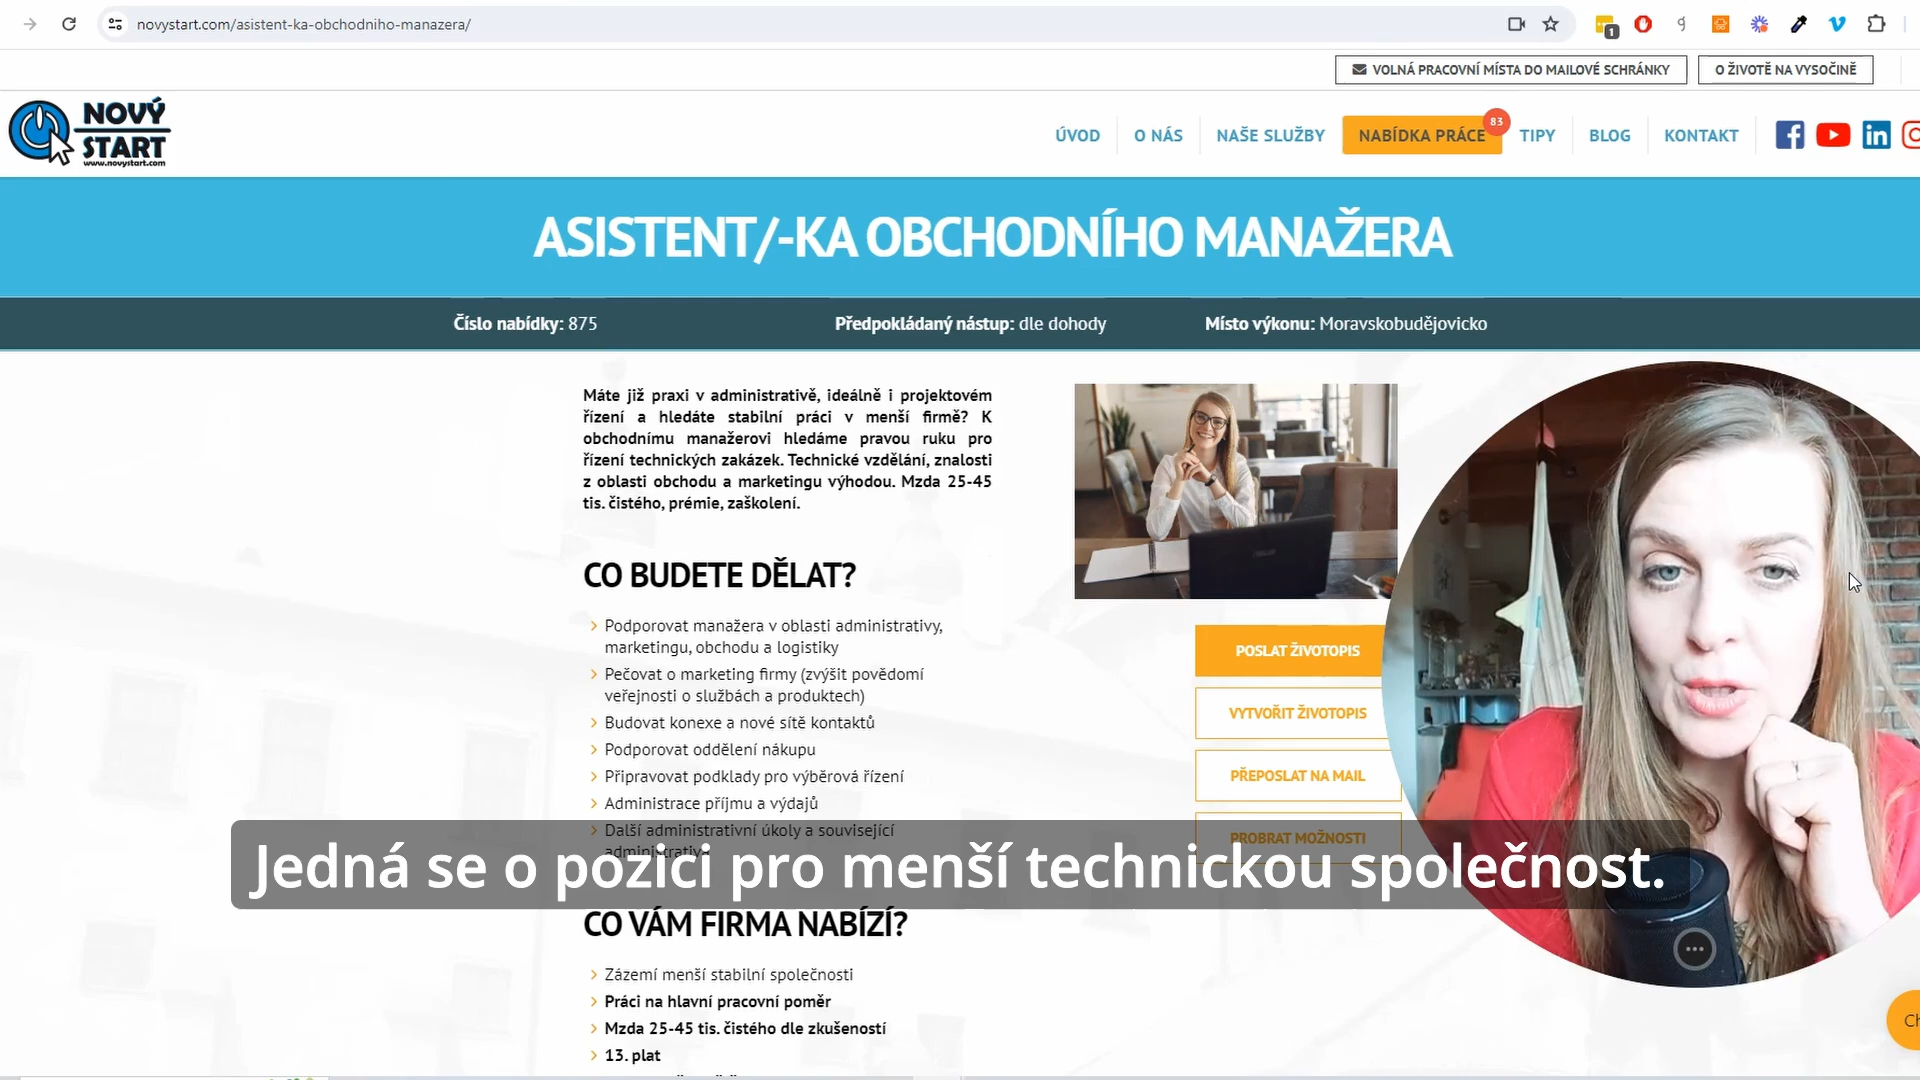 novystart.com/asistent-ka-obchodniho-manazera/
1
VOLNÁ PRACOVNÍ MÍSTA DO MAILOVÉ SCHRÁNKY
O ŽIVOTĚ NA VYSOČINĚ
NOVÝ
START
www.novystart.com
ÚVOD
O NÁS
NAŠE SLUŽBY
NABÍDKA PRÁCE
83
TIPY
BLOG
KONTAKT
ASISTENT/-KA OBCHODNÍHO MANAŽERA
Číslo nabídky: 875
Předpokládaný nástup: dle dohody
Místo výkonu: Moravskobudějovicko
Máte již praxi v administrativě, ideálně i projektovém
řízení a hledáte stabilní práci v menší firmě? K
obchodnímu manažerovi hledáme pravou ruku pro
řízení technických zakázek. Technické vzdělání, znalosti
z oblasti obchodu a marketingu výhodou. Mzda 25-45
tis. čistého, prémie, zaškolení.
CO BUDETE DĚLAT?
Podporovat manažera v oblasti administrativy,
marketingu, obchodu a logistiky
Pečovat o marketing firmy (zvýšit povědomí
veřejnosti o službách a produktech)
Budovat konexe a nové sítě kontaktů
Podporovat oddělení nákupu
Připravovat podklady pro výběrová řízení
Administrace příjmu a výdajů
Další administrativní úkoly a související
administrativa
POSLAT ŽIVOTOPIS
VYTVOŘIT ŽIVOTOPIS
PŘEPOSLAT NA MAIL
PROBRAT MOŽNOSTI
Jedná se o pozici pro menší technickou společnost.
CO VÁM FIRMA NABÍZÍ?
Zázemí menší stabilní společnosti
Práci na hlavní pracovní poměr
Mzda 25-45 tis. čistého dle zkušeností
13. plat